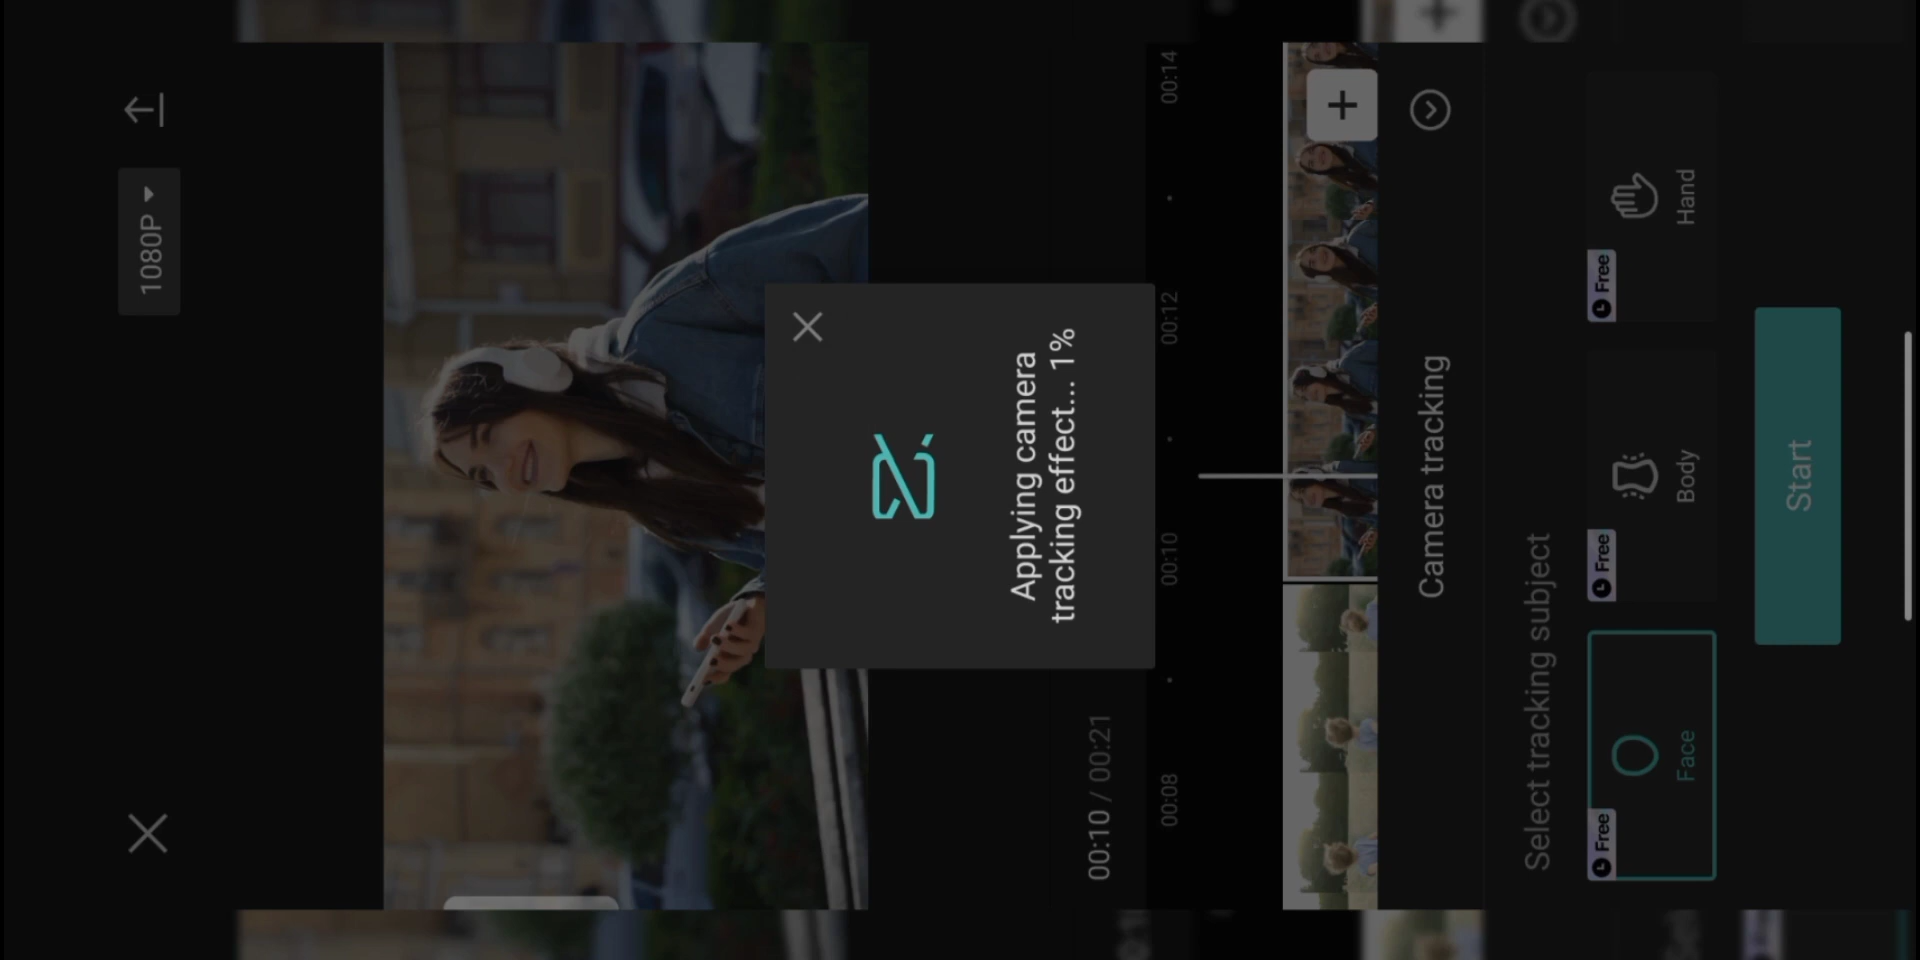 1080P
Applying camera
tracking effect... 1%
00:10 / 00:21
00:08
00:10
00:12
00:14
Camera tracking
Select tracking subject
Free
Face
Free
Body
Free
Hand
Start